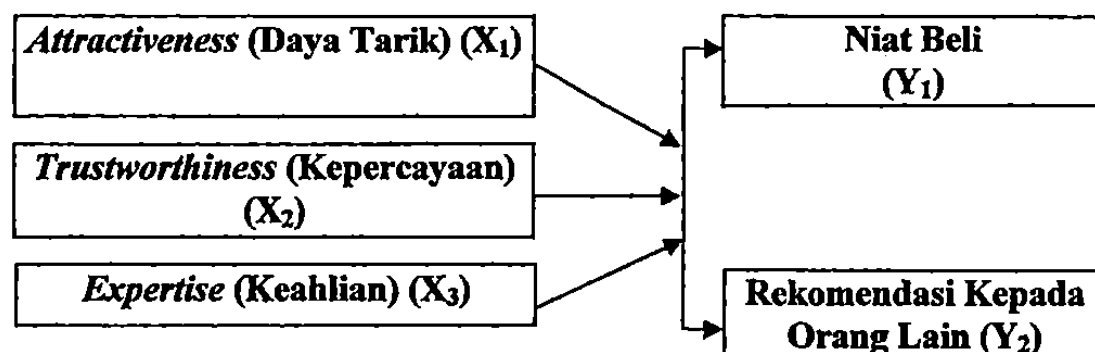 Attractiveness (Daya Tarik) (X₁)
Trustworthiness (Kepercayaan)
(X₂)
Expertise (Keahlian) (X₃)
Niat Beli
(Y₁)
Rekomendasi Kepada
Orang Lain (Y₂)